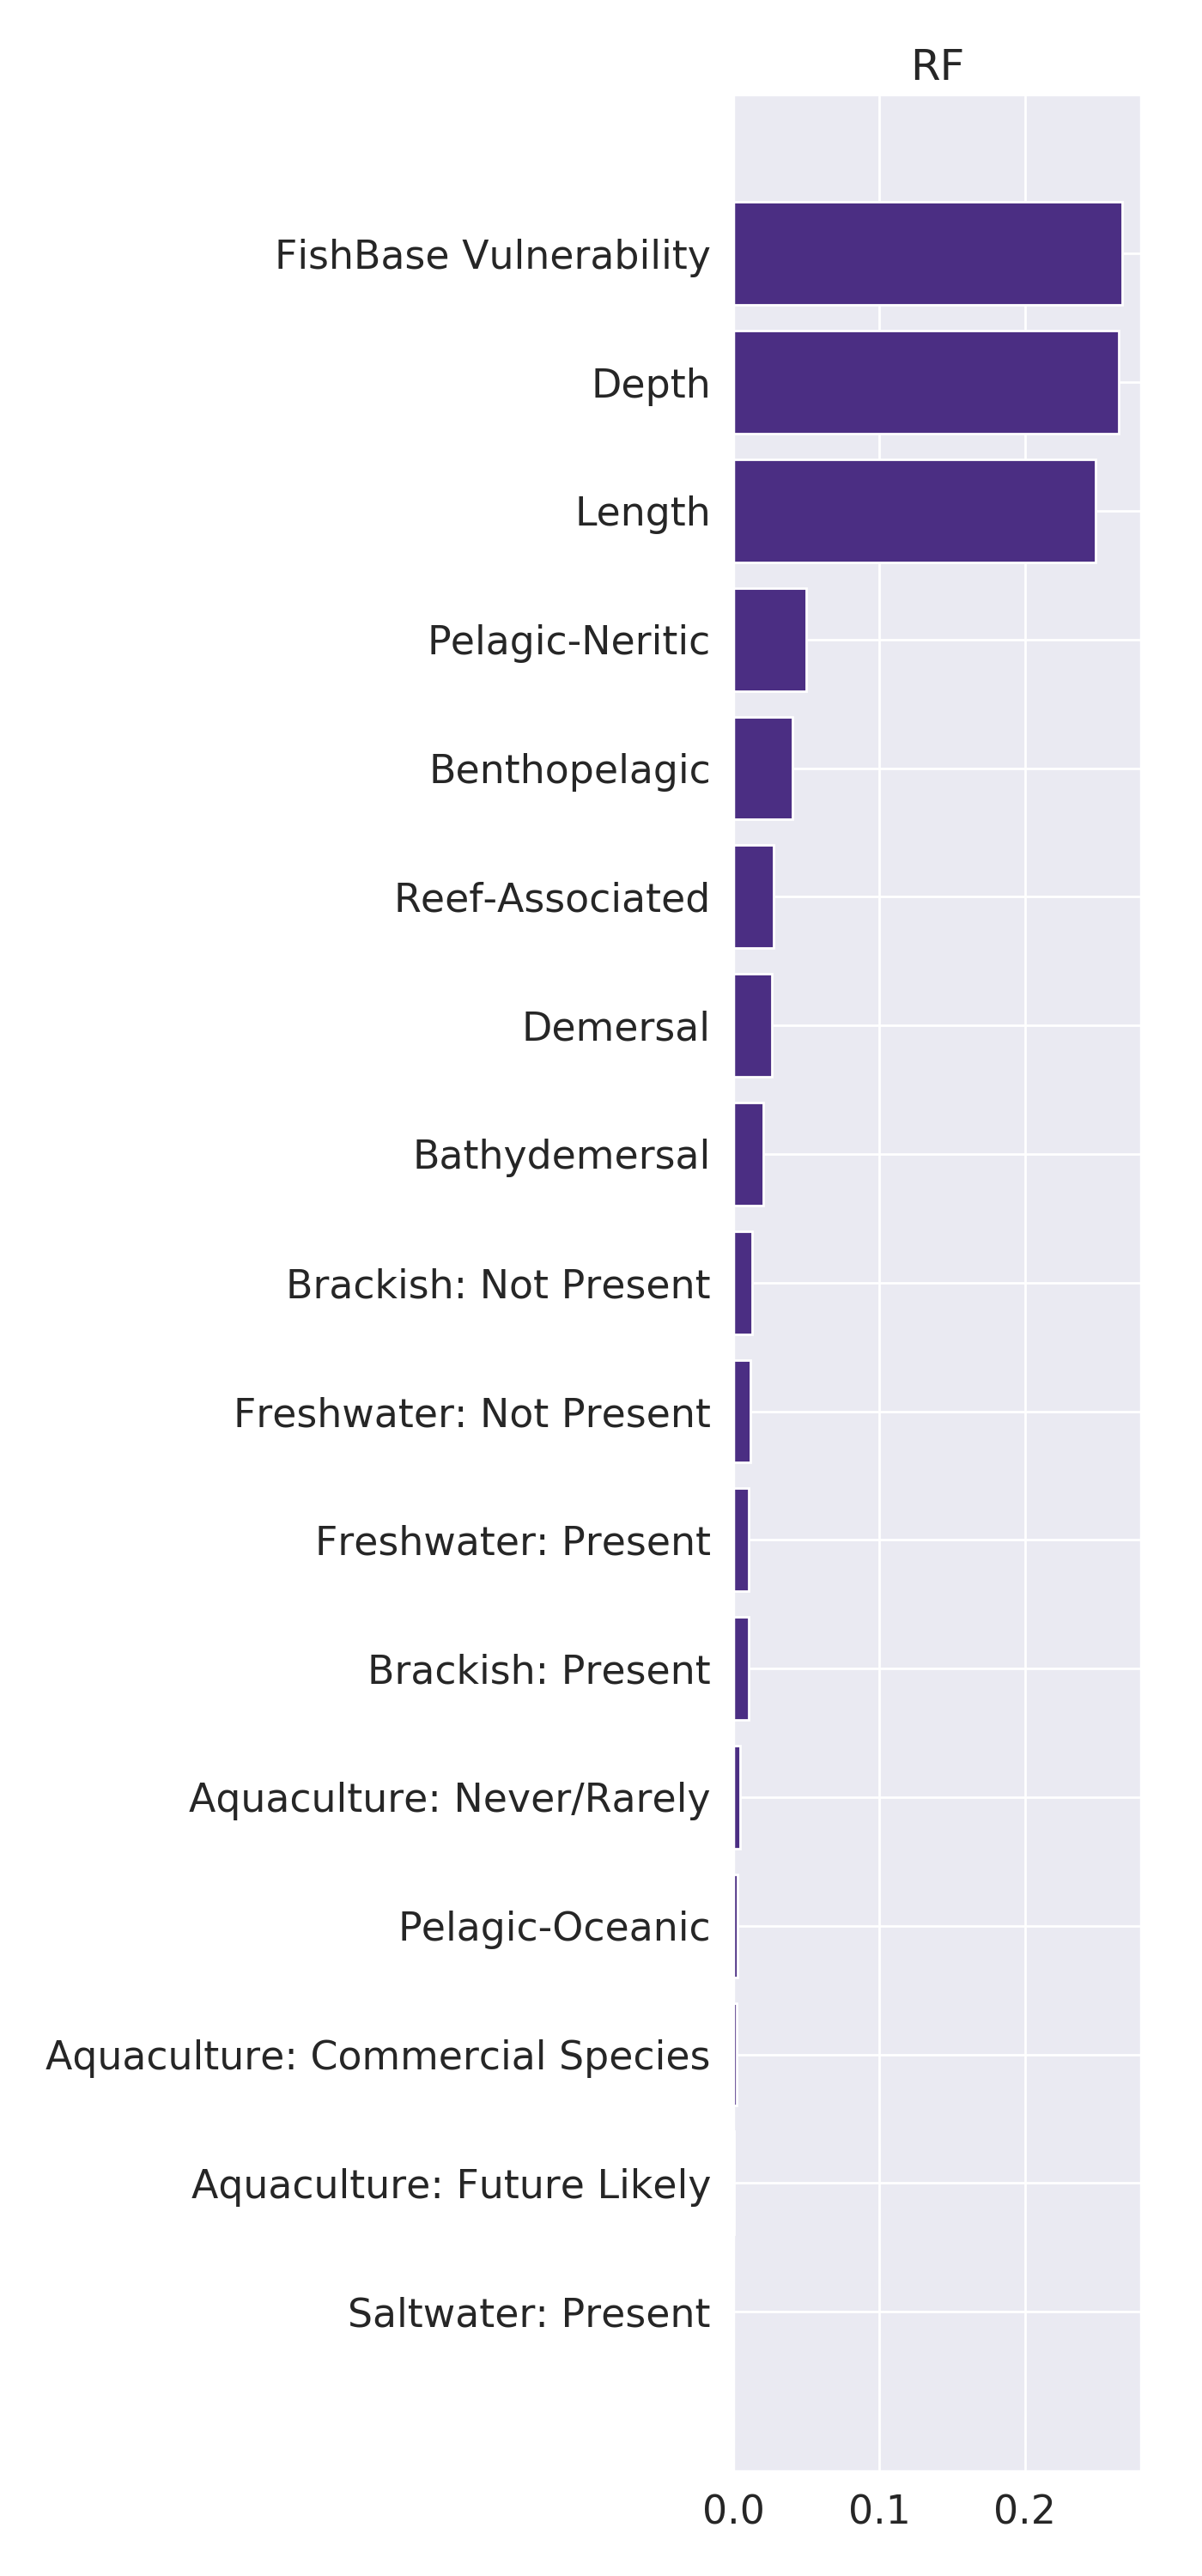 RF
FishBase Vulnerability
Depth
Length
Pelagic-Neritic
Benthopelagic
Reef-Associated
Demersal
Bathydemersal
Brackish: Not Present
Freshwater: Not Present
Freshwater: Present
Brackish: Present
Aquaculture: Never/Rarely
Pelagic-Oceanic
Aquaculture: Commercial Species
Aquaculture: Future Likely
Saltwater: Present
0.0 0.1 0.2